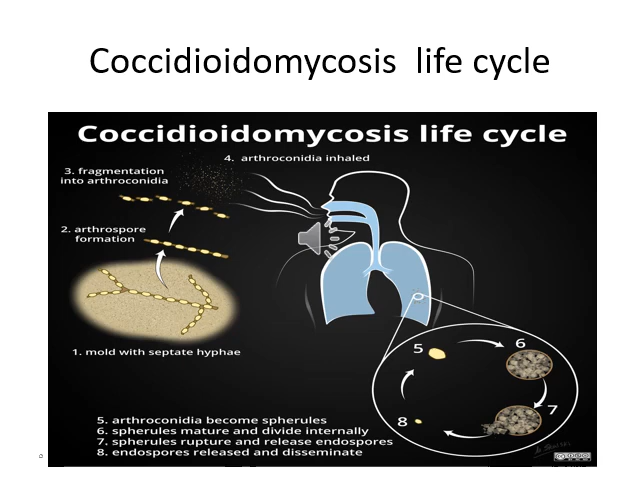 Coccidioidomycosis life cycle
Coccidioidomycosis life cycle
4. arthroconidia inhaled
3. fragmentation
into arthroconidia
2. arthrospore
formation
1. mold with septate hyphae
5
6
7
8
5. arthroconidia become spherules
6. spherules mature and divide internally
7. spherules rupture and release endospores
8. endospores released and disseminate